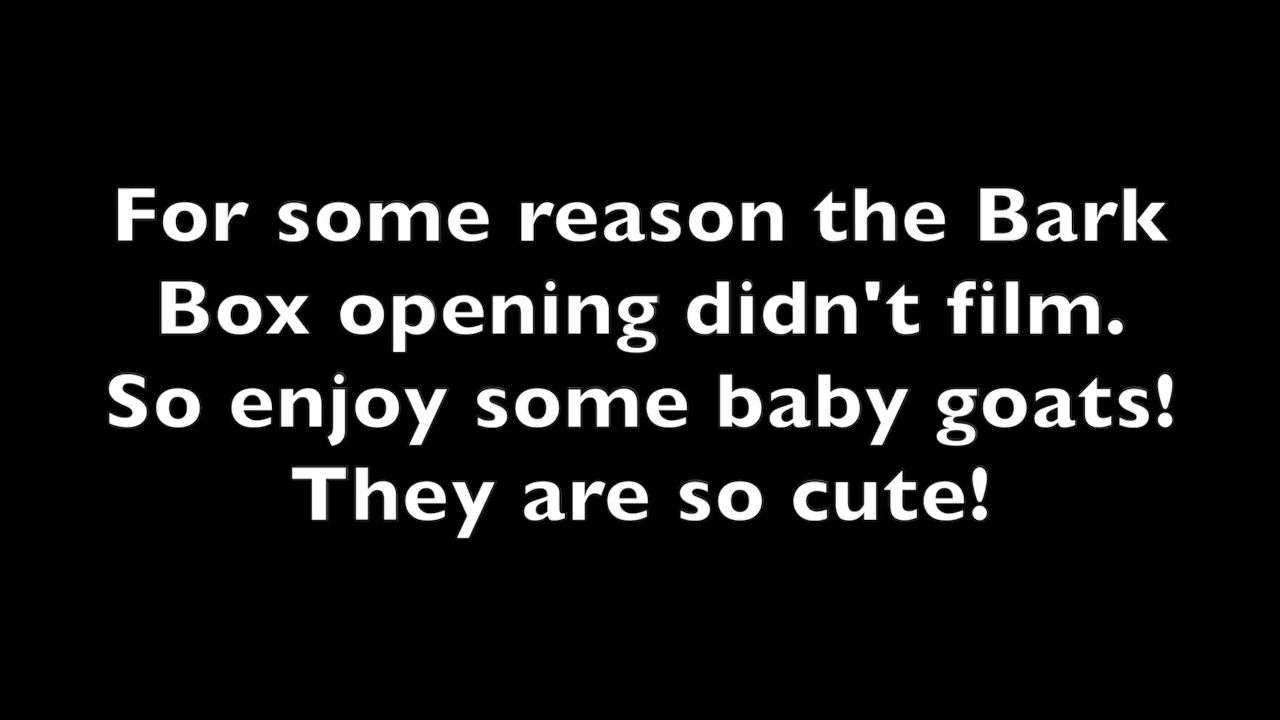 For some reason the Bark
Box opening didn't film.
So enjoy some baby goats!
They are so cute!